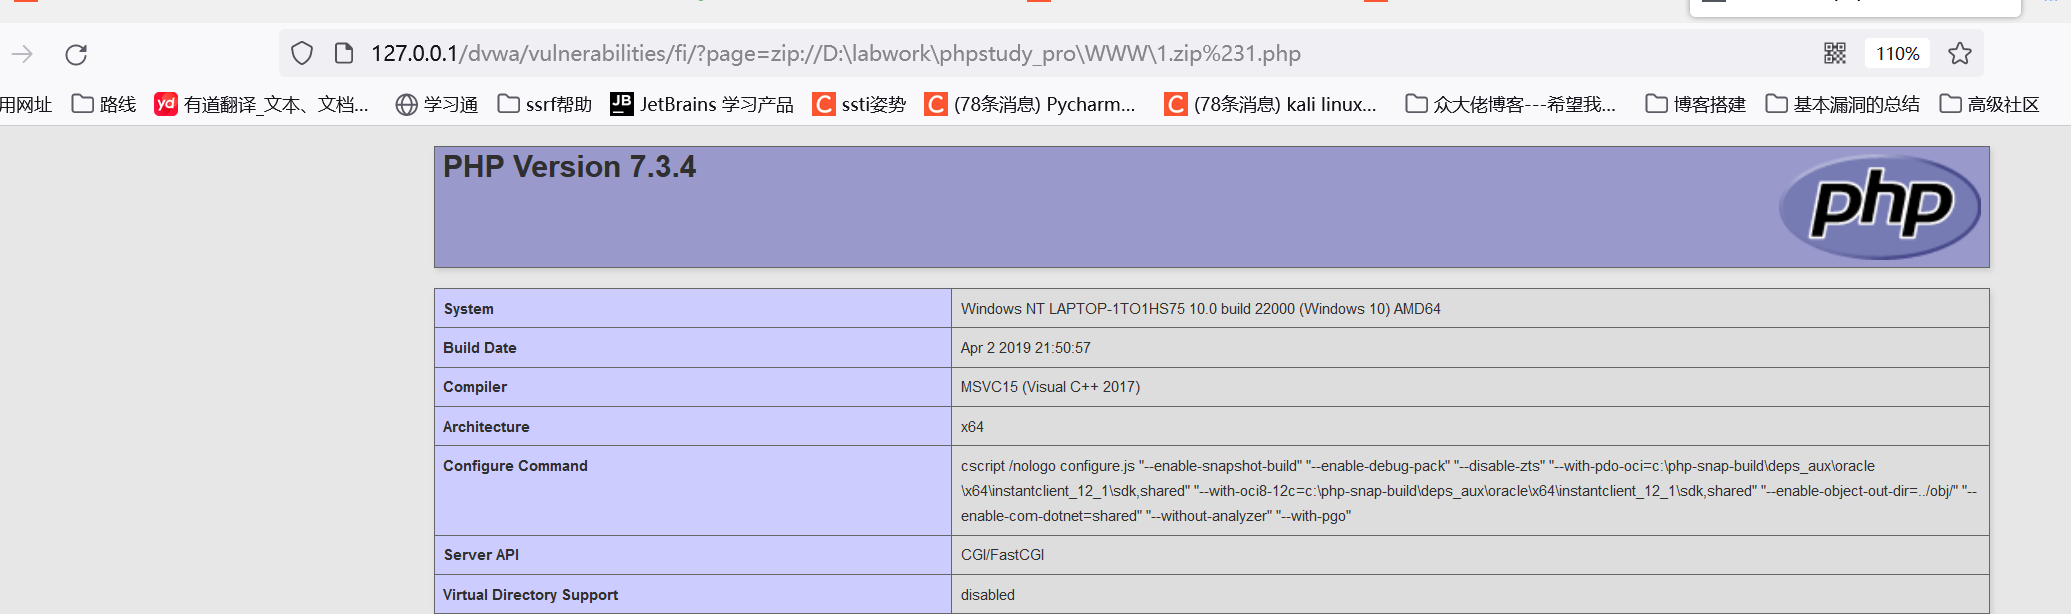 127.0.0.1/dvwa/vulnerabilities/fi/?page=zip://D:\labwork\phpstudy_pro\WWW\1.zip%231.php
110%
用网址 路线 yd 有道翻译_文本、文档... 学习通 ssrf帮助 JB JetBrains 学习产品 C ssti姿势 C (78条消息) Pycharm... C (78条消息) kali linux... 众大佬博客---希望我... 博客搭建 基本漏洞的总结 高级社区
PHP Version 7.3.4
php
System Windows NT LAPTOP-1TO1HS75 10.0 build 22000 (Windows 10) AMD64
Build Date Apr 2 2019 21:50:57
Compiler MSVC15 (Visual C++ 2017)
Architecture x64
Configure Command cscript /nologo configure.js "--enable-snapshot-build" "--enable-debug-pack" "--disable-zts" "--with-pdo-oci=c:\php-snap-build\deps_aux\oracle
\x64\instantclient_12_1\sdk,shared" "--with-oci8-12c=c:\php-snap-build\deps_aux\oracle\x64\instantclient_12_1\sdk,shared" "--enable-object-out-dir=../obj/" "--
enable-com-dotnet=shared" "--without-analyzer" "--with-pgo"
Server API CGI/FastCGI
Virtual Directory Support disabled